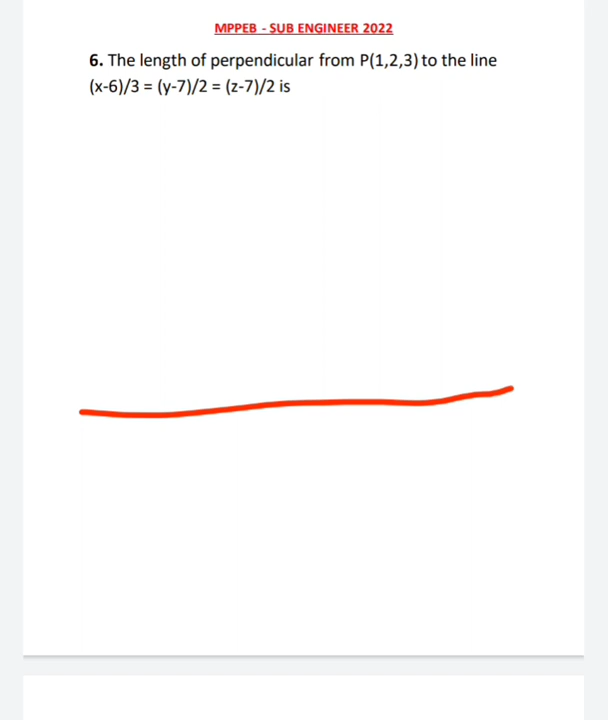 MPPEB - SUB ENGINEER 2022
6. The length of perpendicular from P(1,2,3) to the line
(x-6)/3 = (y-7)/2 = (z-7)/2 is